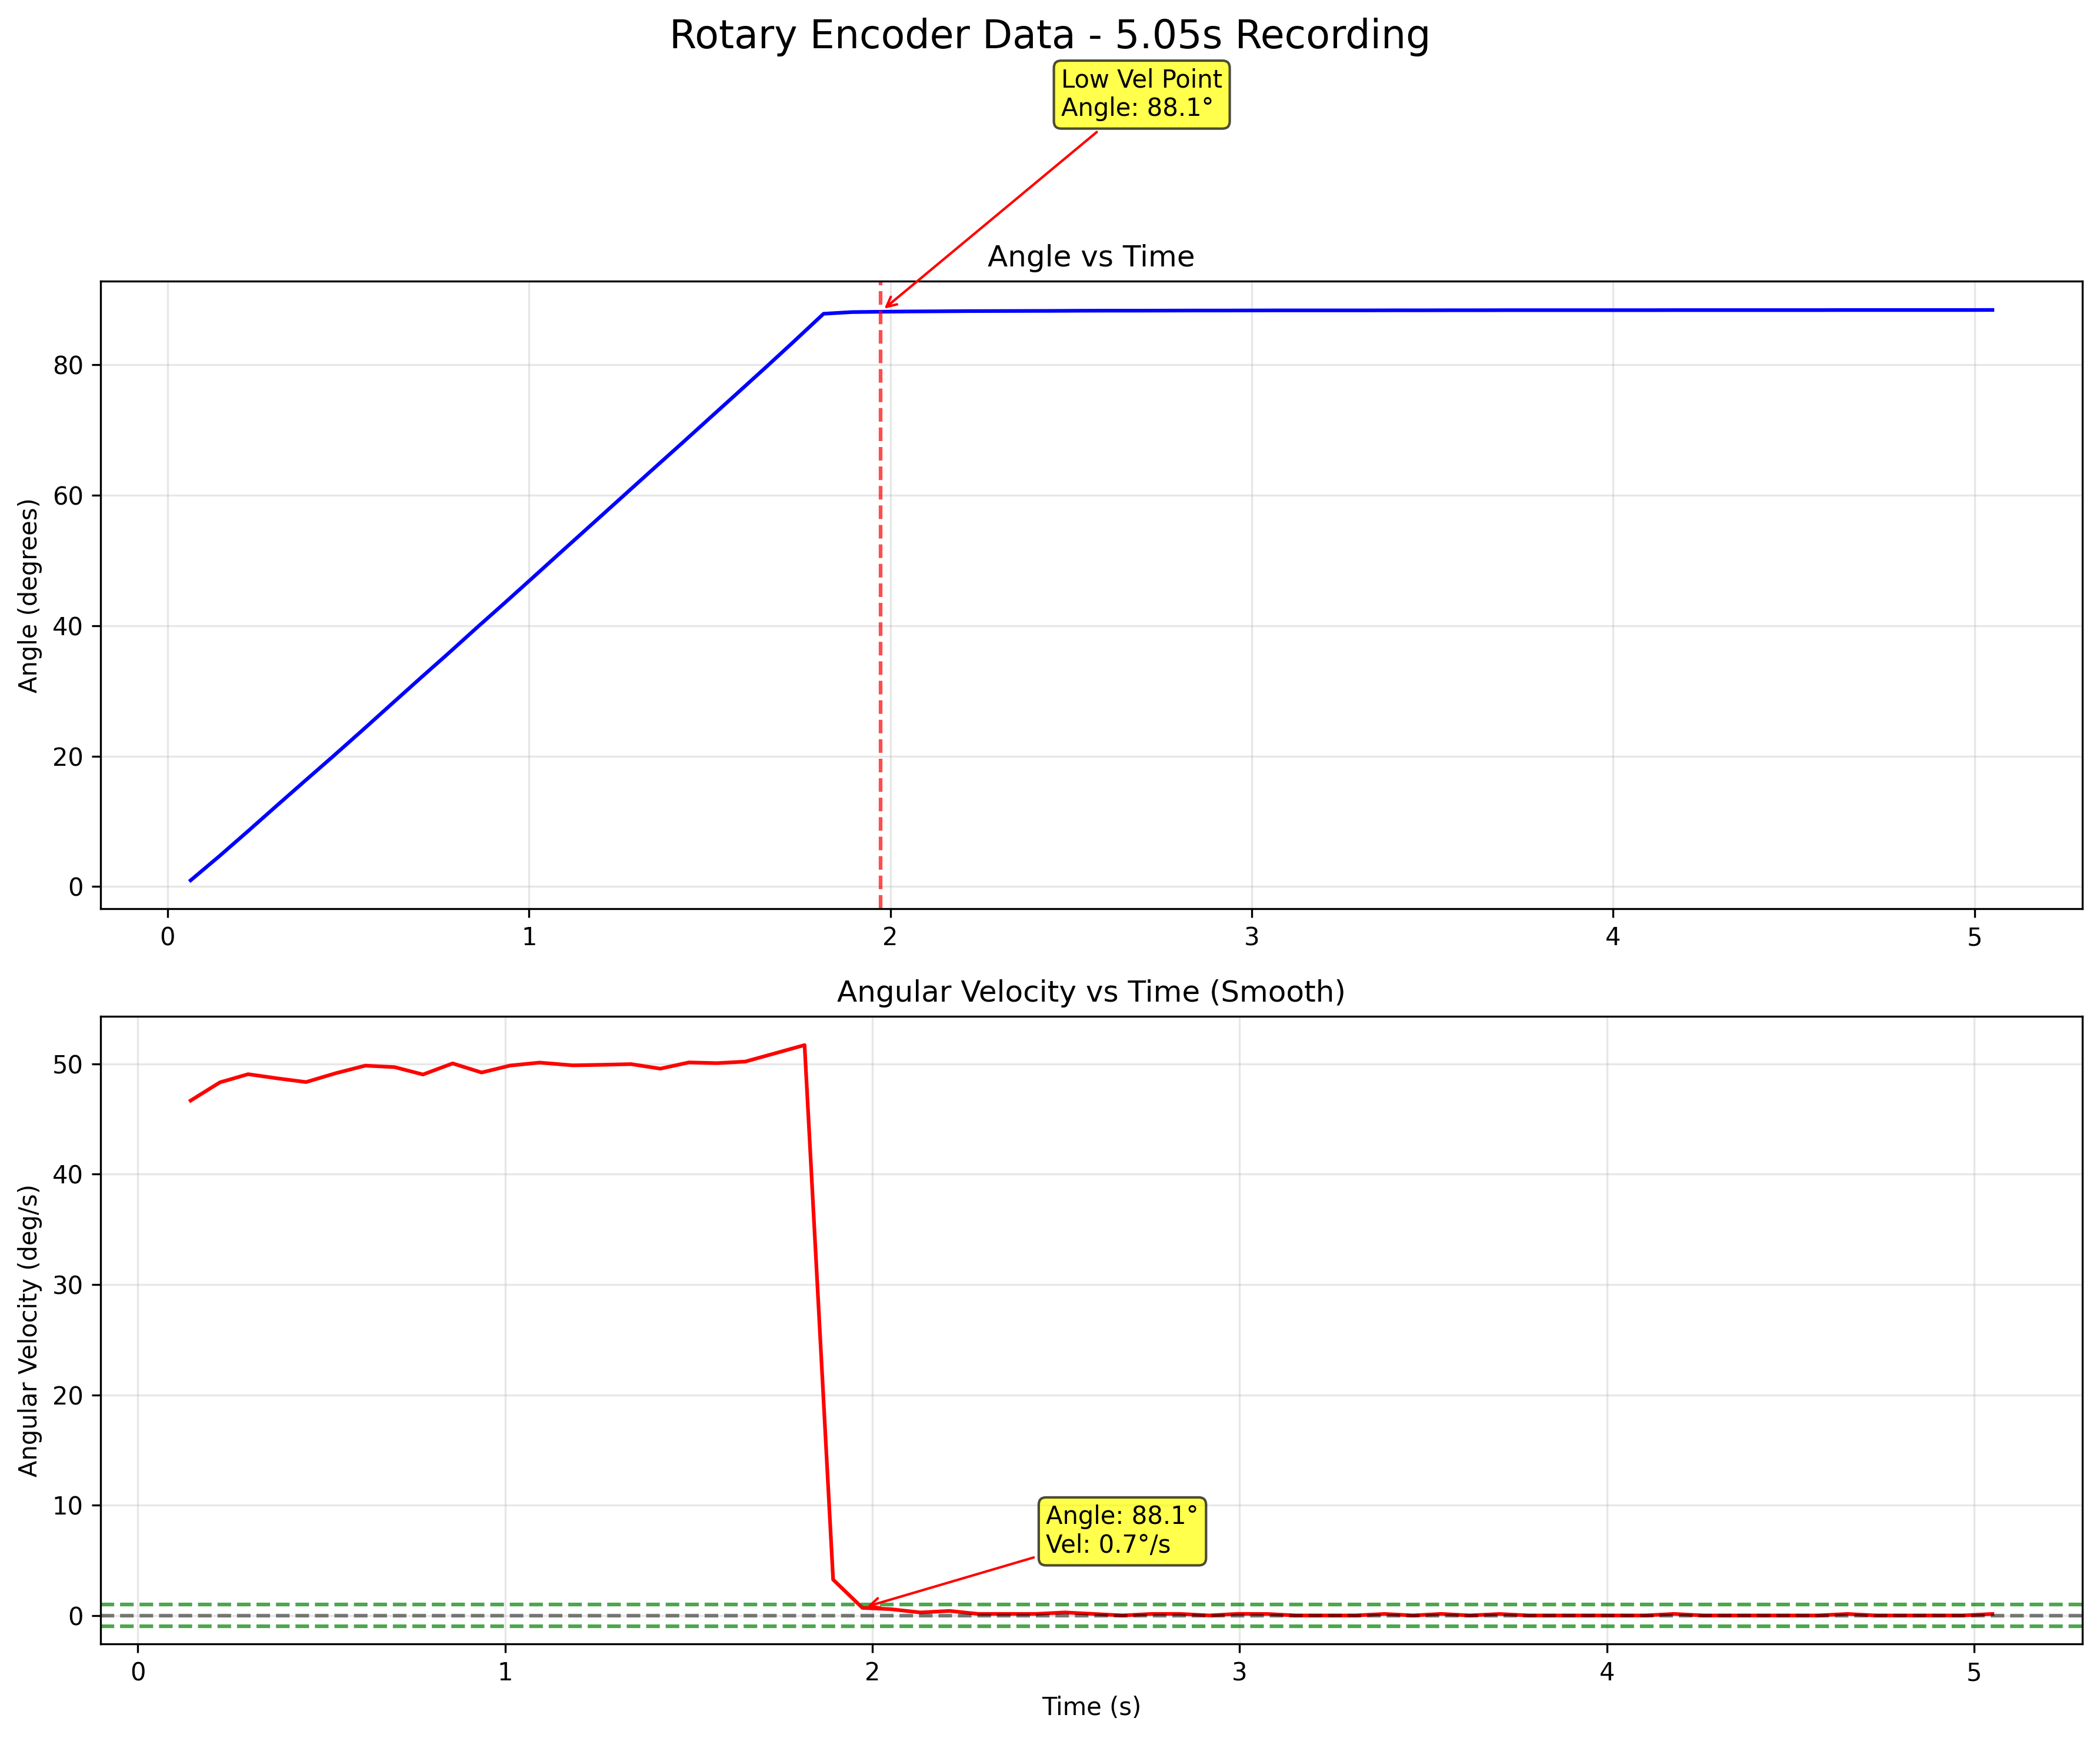 Rotary Encoder Data - 5.05s Recording
Low Vel Point
Angle: 88.1°
Angle vs Time
Angle (degrees)
80
60
40
20
0
0 1 2 3 4 5
Angular Velocity vs Time (Smooth)
Angular Velocity (deg/s)
50
40
30
20
10
0
Angle: 88.1°
Vel: 0.7°/s
0 1 2 3 4 5
Time (s)